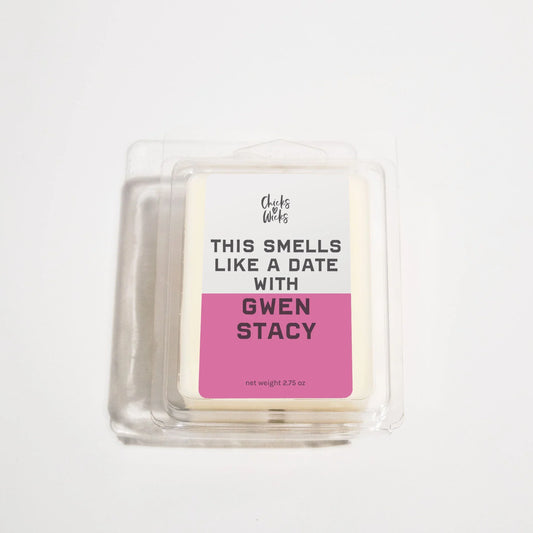 Chicks
Wicks
THIS SMELLS
LIKE A DATE
WITH
GWEN
STACY
net weight 2.75 oz